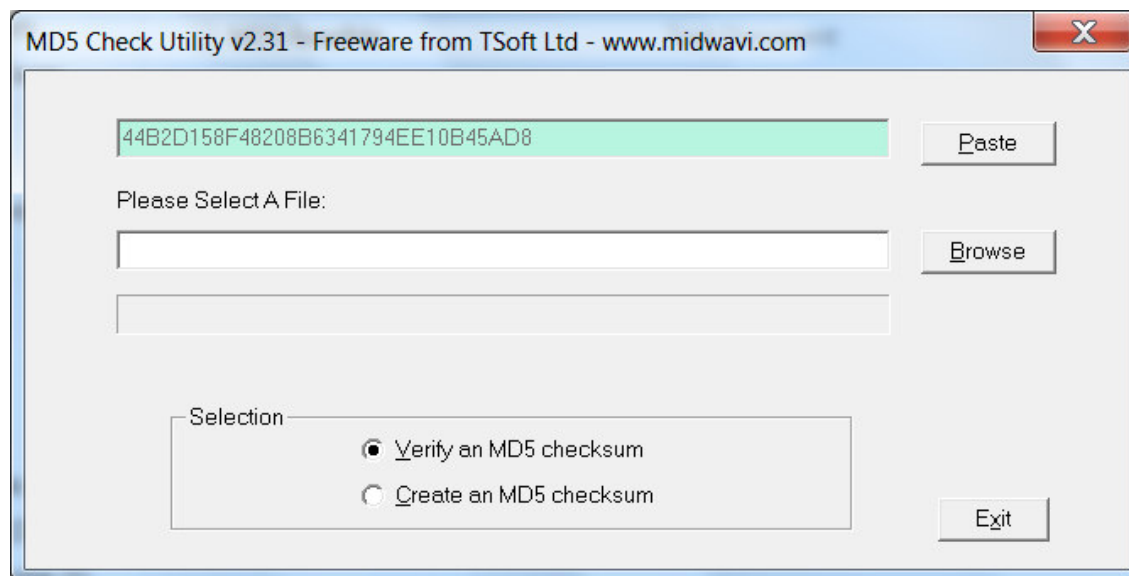 MD5 Check Utility v2.31 - Freeware from TSoft Ltd - www.midwavi.com
X
44B2D158F48208B6341794EE10B45AD8
Paste
Please Select A File:
Browse
Selection
Verify an MD5 checksum
Create an MD5 checksum
Exit